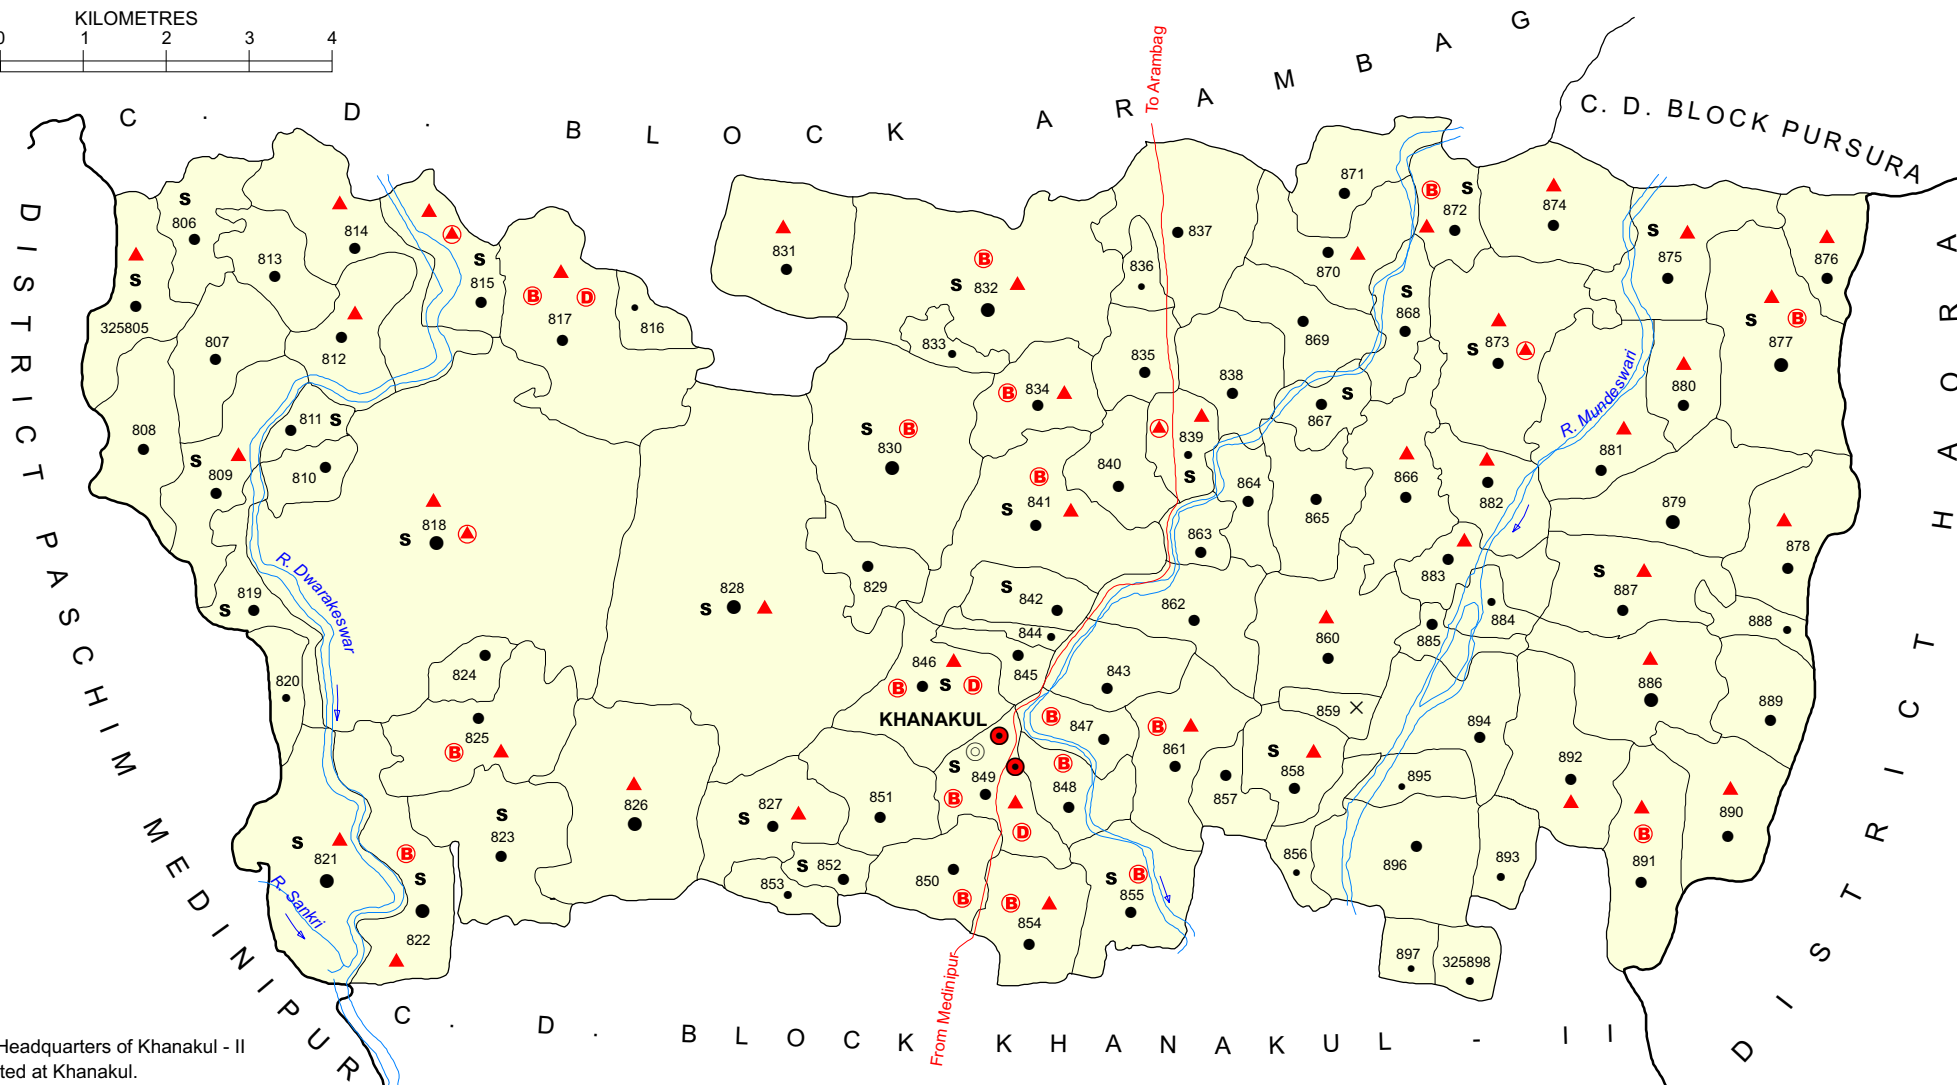 KILOMETRES
0 1 2 3 4
C . D . BLOCK ARAMBAG
C. D. BLOCK PURSURA
DISTRICT PASCHIM MEDINIPUR
DISTRICT HAORA
C . D . BLOCK KHANAKUL - II
To Arambag
From Medinipur
R. Dwarakeswar
R. Sankri
R. Mundeswari
KHANAKUL
S 806
813
814
S 815
B D 817
816
831
B S 832
833
837
836
871
870
B S 872
874
S 875
876
S B 877
S 325805
807
812
835
838
869
S 868
S 873
880
808
811 S
S 809
810
S B 830
B 834
840
839 S
867 S
866
882
881
879
878
S 818
B S 841
864
865
863
S 819
S 828
829
S 842
844
845
862
860
883
884
885
S 887
888
820
824
825 B
846 B S D
843
B 847
B 861
859
S 858
857
894
886
889
S 821
B S 822
S 823
826
S 827
851
S 849 B
B 848
D
895
892
B 891
890
853
S 852
850 B
B 854
S B 855
856
896
893
897
325898
Headquarters of Khanakul - II
ted at Khanakul.